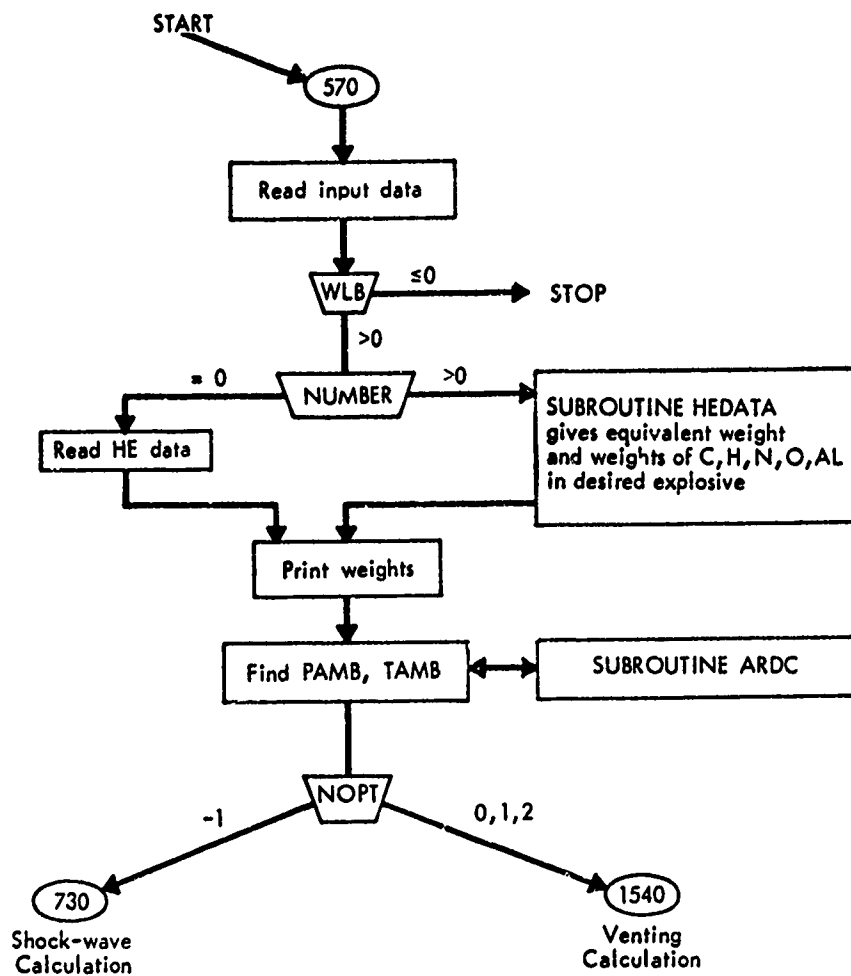 START
570
Read input data
WLB
≤0
STOP
>0
= 0
NUMBER
>0
Read HE data
SUBROUTINE HEDATA
gives equivalent weight
and weights of C,H,N,O,AL
in desired explosive
Print weights
Find PAMB, TAMB
SUBROUTINE ARDC
NOPT
-1
0,1,2
730
Shock-wave
Calculation
1540
Venting
Calculation